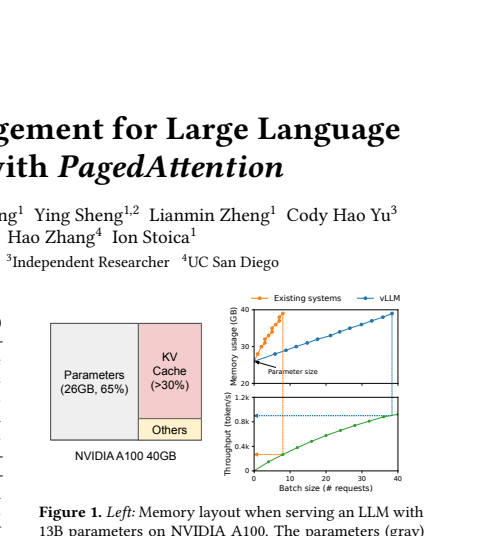 gement for Large Language
with PagedAttention
ng1 Ying Sheng1,2 Lianmin Zheng1 Cody Hao Yu3
Hao Zhang4 Ion Stoica1
3Independent Researcher 4UC San Diego
Parameters
(26GB, 65%)
KV
Cache
(>30%)
Others
NVIDIA A100 40GB
Existing systems vLLM
Memory usage (GB)
40
30
20
Parameter size
Throughput (token/s)
1.2k
0.8k
0.4k
0
0 10 20 30 40
Batch size (# requests)
Figure 1. Left: Memory layout when serving an LLM with
13B parameters on NVIDIA A100. The parameters (gray)